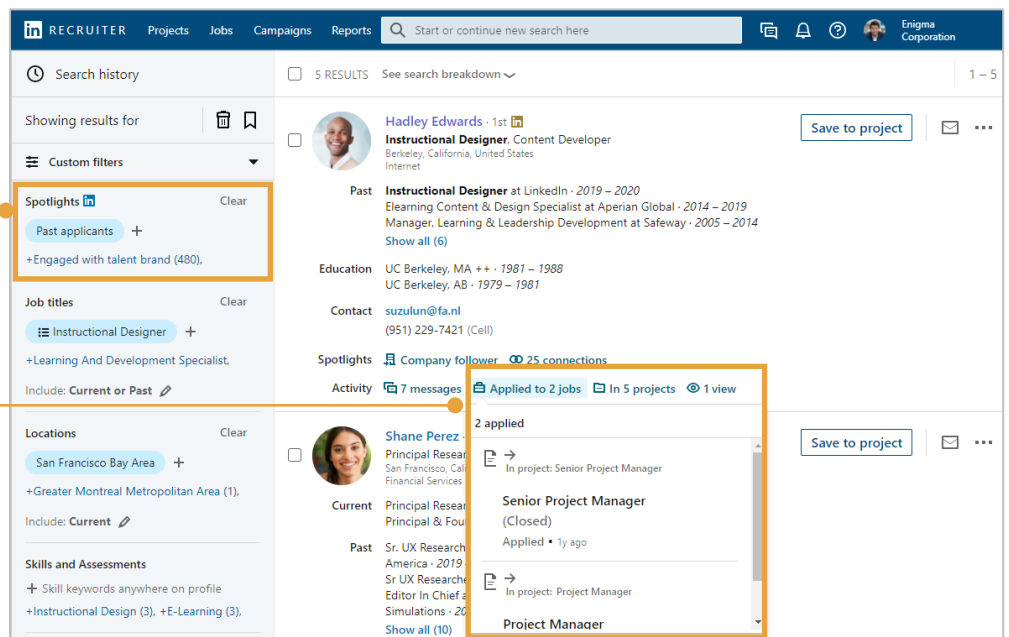 in RECRUITER Projects Jobs Campaigns Reports Start or continue new search here Enigma
Corporation
Search history
Showing results for
Custom filters
Spotlights in Clear
Past applicants +
+Engaged with talent brand (480),
Job titles Clear
Instructional Designer +
+Learning And Development Specialist,
Include: Current or Past
Locations Clear
San Francisco Bay Area +
+Greater Montreal Metropolitan Area (1),
Include: Current
Skills and Assessments
+ Skill keywords anywhere on profile
+Instructional Design (3), +E-Learning (3),
5 RESULTS See search breakdown 1 – 5
Hadley Edwards · 1st in
Save to project
Instructional Designer, Content Developer
Berkeley, California, United States
Internet
Past Instructional Designer at LinkedIn · 2019 – 2020
Elearning Content & Design Specialist at Aperian Global · 2014 – 2019
Manager, Learning & Leadership Development at Safeway · 2005 – 2014
Show all (6)
Education UC Berkeley, MA ++ · 1981 – 1988
UC Berkeley, AB · 1979 – 1981
Contact suzulun@fa.nl
(951) 229-7421 (Cell)
Spotlights Company follower 25 connections
Activity 7 messages Applied to 2 jobs In 5 projects 1 view
2 applied
In project: Senior Project Manager
Senior Project Manager
(Closed)
Applied • 1y ago
In project: Project Manager
Project Manager
Shane Perez ·
Save to project
Principal Resear
San Francisco, Cali
Financial Services
Current Principal Resear
Principal & Fou
Past Sr. UX Research
America · 2019
Sr UX Researche
Editor In Chief a
Simulations · 20
Show all (10)